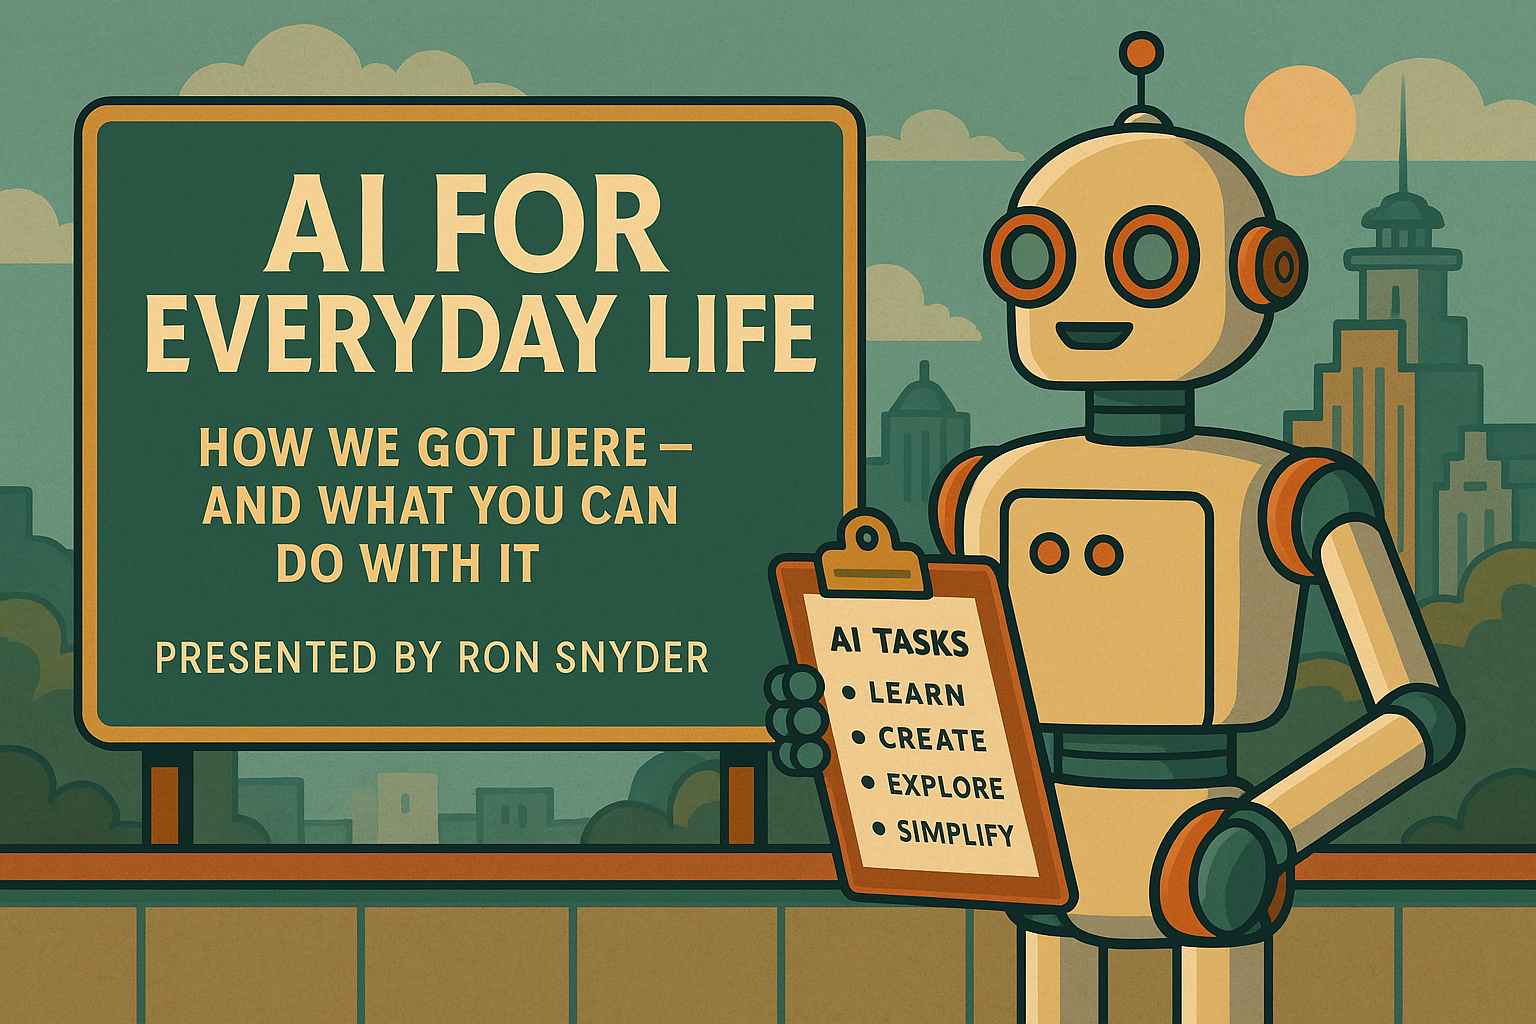 AI FOR
EVERYDAY LIFE
HOW WE GOT UERE –
AND WHAT YOU CAN
DO WITH IT
PRESENTED BY RON SNYDER
AI TASKS
• LEARN
• CREATE
• EXPLORE
• SIMPLIFY